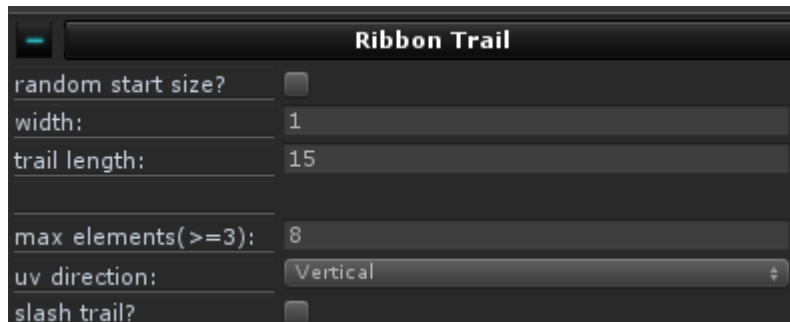 Ribbon Trail
random start size?
width: 1
trail length: 15
max elements(>=3): 8
uv direction: Vertical
slash trail?